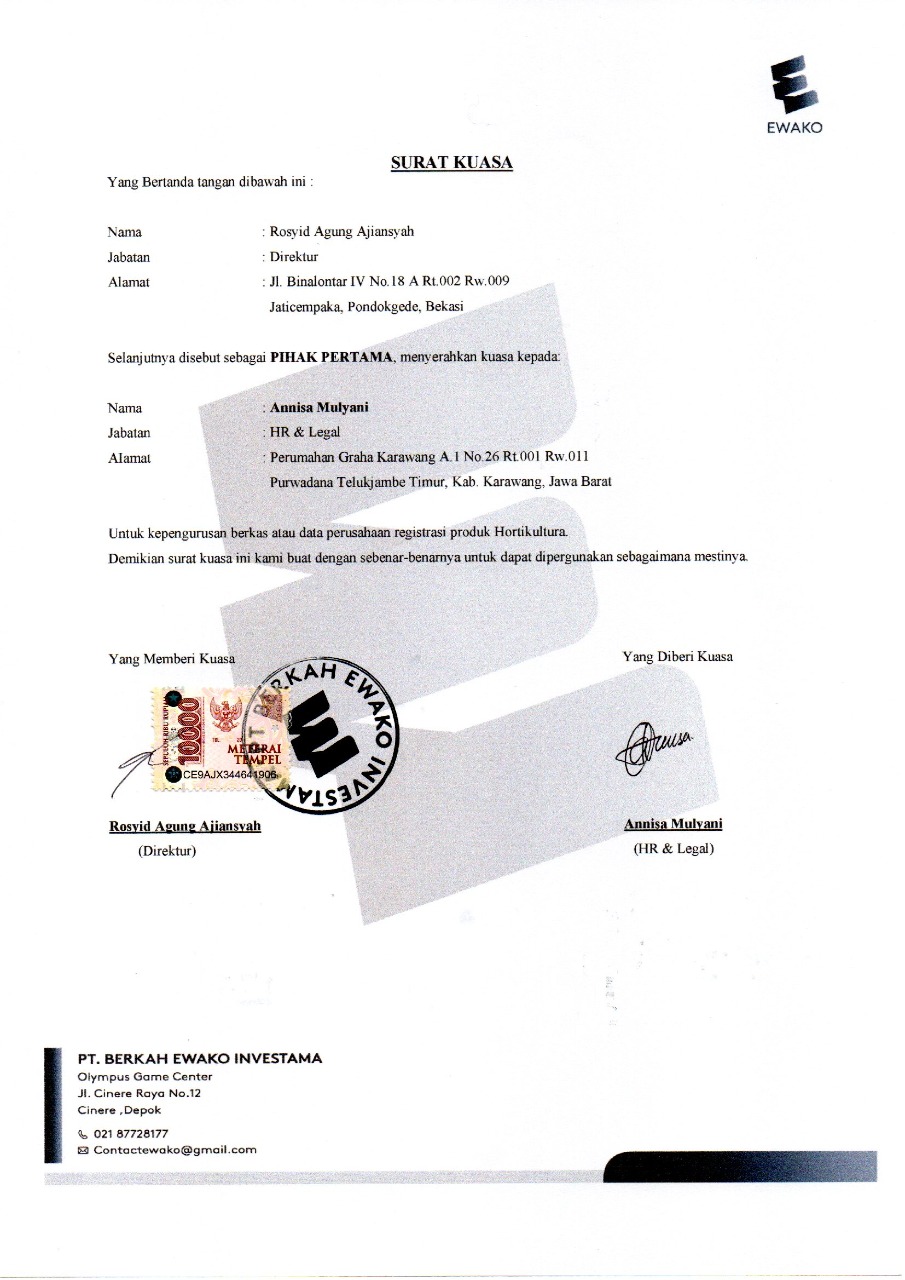 EWAKO
SURAT KUASA
Yang Bertanda tangan dibawah ini :
Nama : Rosyid Agung Ajiansyah
Jabatan : Direktur
Alamat : Jl. Binalontar IV No.18 A Rt.002 Rw.009
Jaticempaka, Pondokgede, Bekasi
Selanjutnya disebut sebagai PIHAK PERTAMA, menyerahkan kuasa kepada:
Nama : Annisa Mulyani
Jabatan : HR & Legal
Alamat : Perumahan Graha Karawang A.1 No.26 Rt.001 Rw.011
Purwadana Telukjambe Timur, Kab. Karawang, Jawa Barat
Untuk kepengurusan berkas atau data perusahaan registrasi produk Hortikultura.
Demikian surat kuasa ini kami buat dengan sebenar-benarnya untuk dapat dipergunakan sebagaimana mestinya.
Yang Memberi Kuasa
Yang Diberi Kuasa
SEPULUH RIBU RUPIAH
10000
METERAI
TEMPEL
CE9AJX344641906
BERKAH EWAKO INVESTAMA
Rosyid Agung Ajiansyah
(Direktur)
Annisa Mulyani
(HR & Legal)
PT. BERKAH EWAKO INVESTAMA
Olympus Game Center
Jl. Cinere Raya No.12
Cinere ,Depok
021 87728177
Contactewako@gmail.com